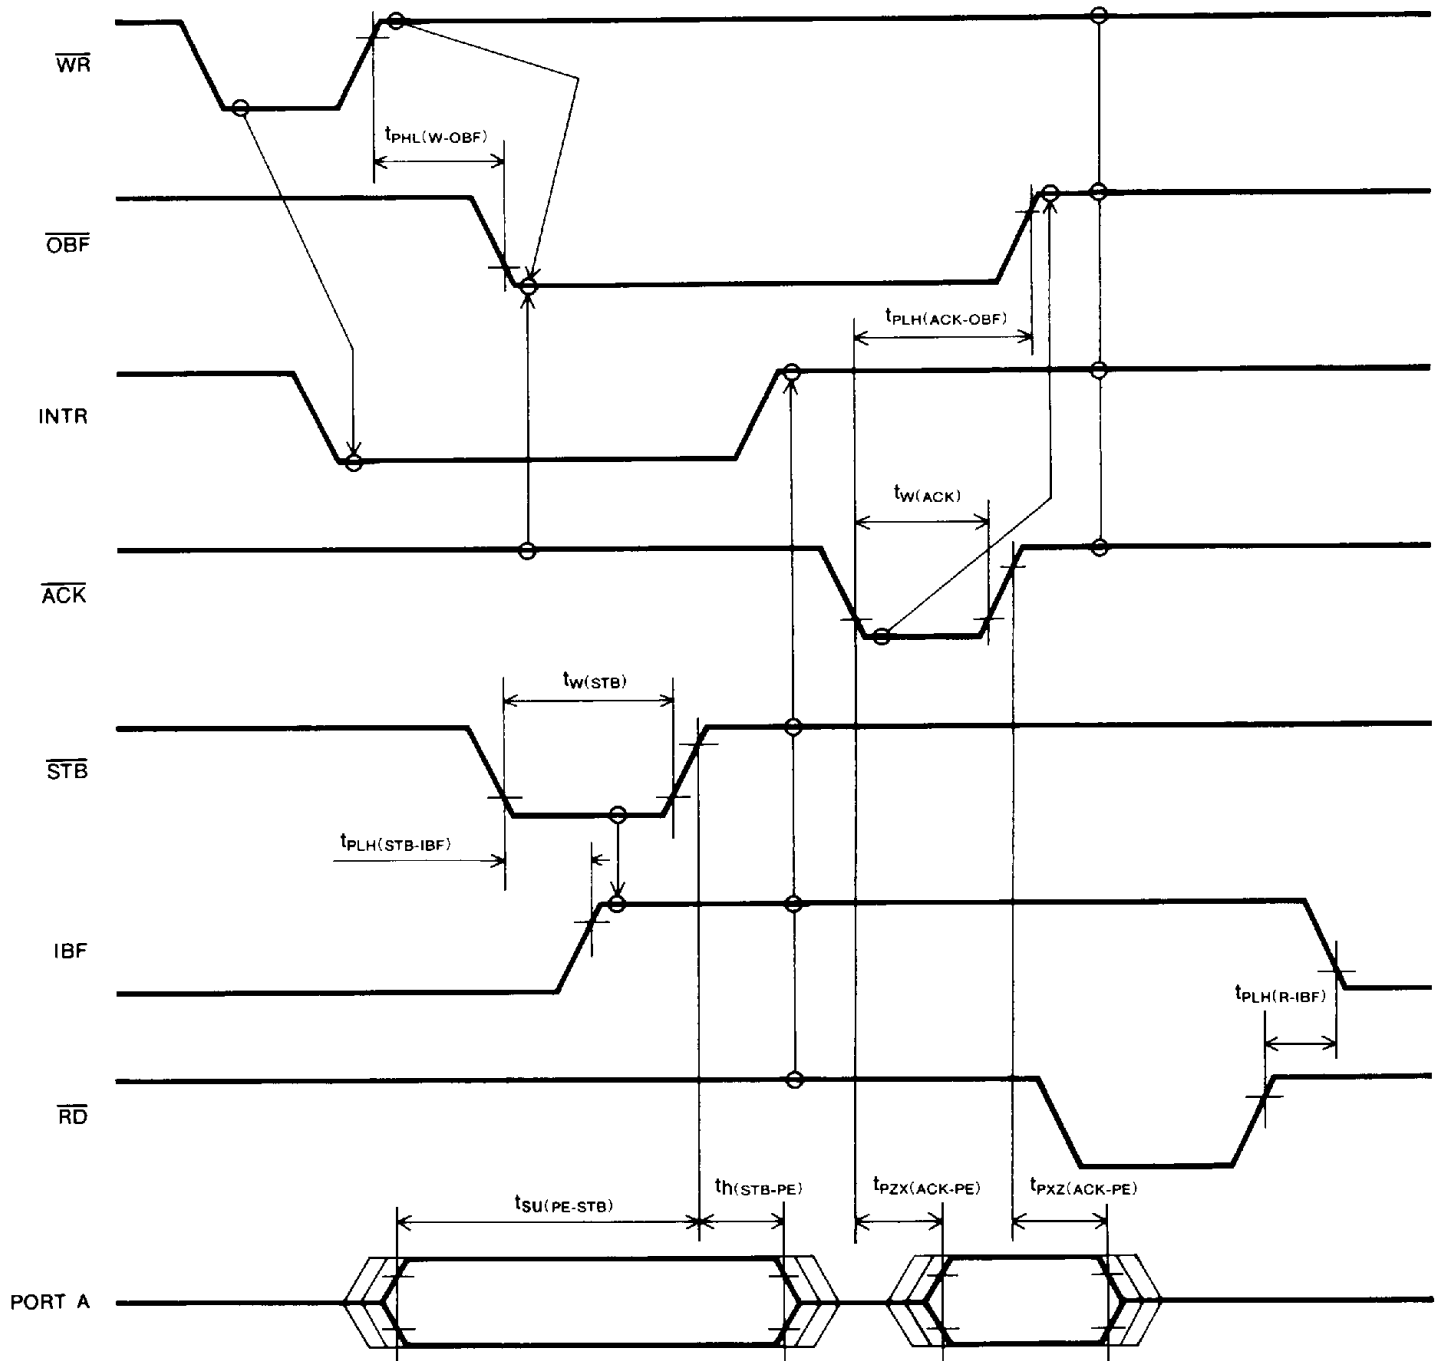 WR
tPHL(W-OBF)
OBF
tPLH(ACK-OBF)
INTR
tW(ACK)
ACK
tW(STB)
STB
tPLH(STB-IBF)
IBF
tPLH(R-IBF)
RD
tSU(PE-STB)
th(STB-PE)
tPZX(ACK-PE)
tPXZ(ACK-PE)
PORT A